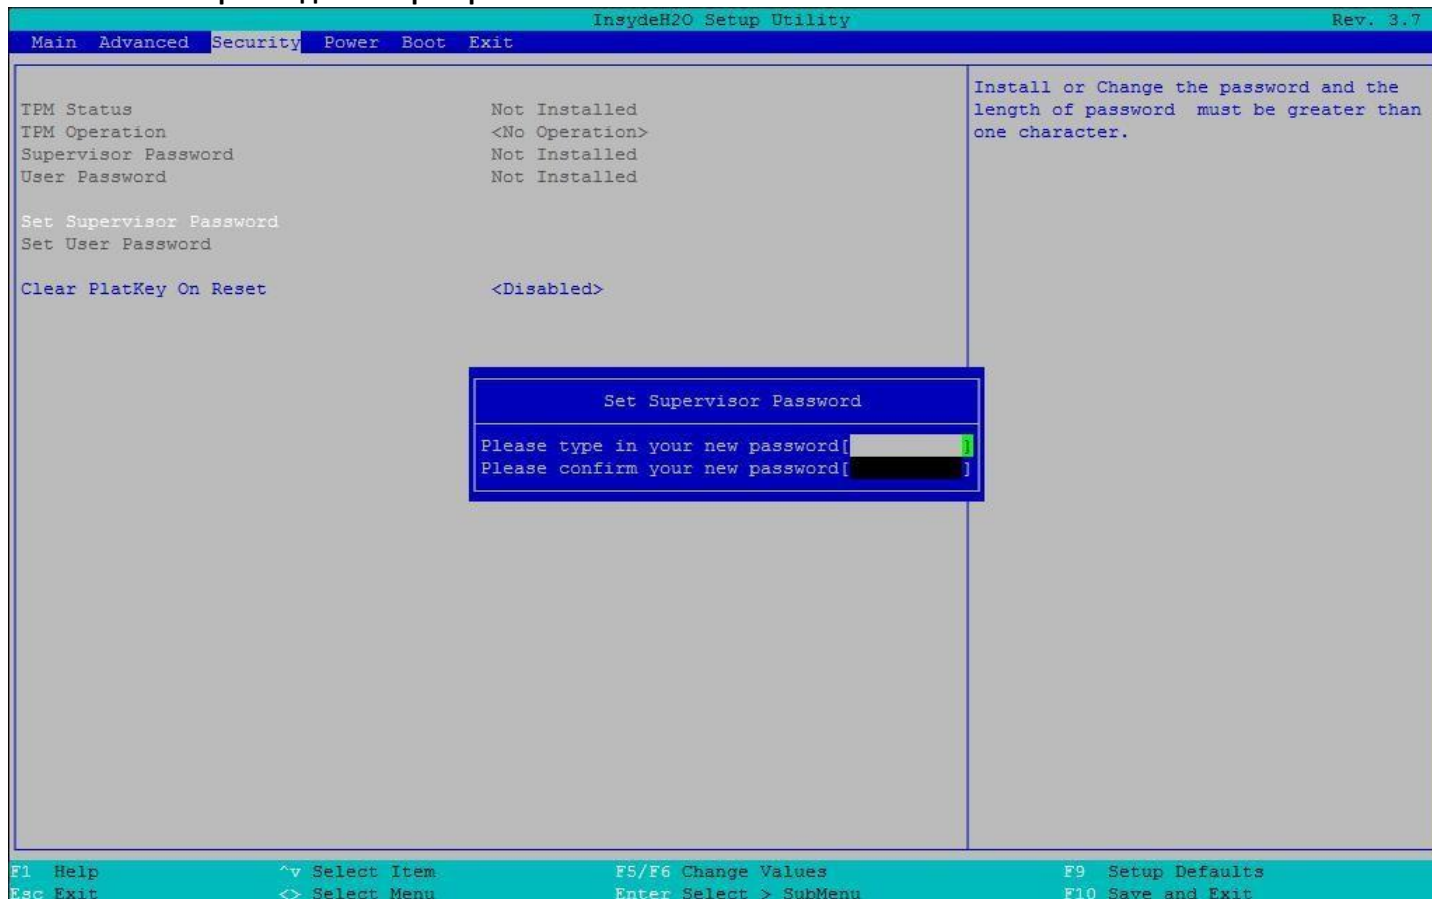 InsydeH2O Setup Utility Rev. 3.7
Main Advanced Security Power Boot Exit
TPM Status Not Installed
TPM Operation <No Operation>
Supervisor Password Not Installed
User Password Not Installed
Set Supervisor Password
Set User Password
Clear PlatKey On Reset <Disabled>
Install or Change the password and the
length of password must be greater than
one character.
Set Supervisor Password
Please type in your new password[ ]
Please confirm your new password[ ]
F1 Help ^v Select Item F5/F6 Change Values F9 Setup Defaults
Esc Exit <> Select Menu Enter Select > SubMenu F10 Save and Exit